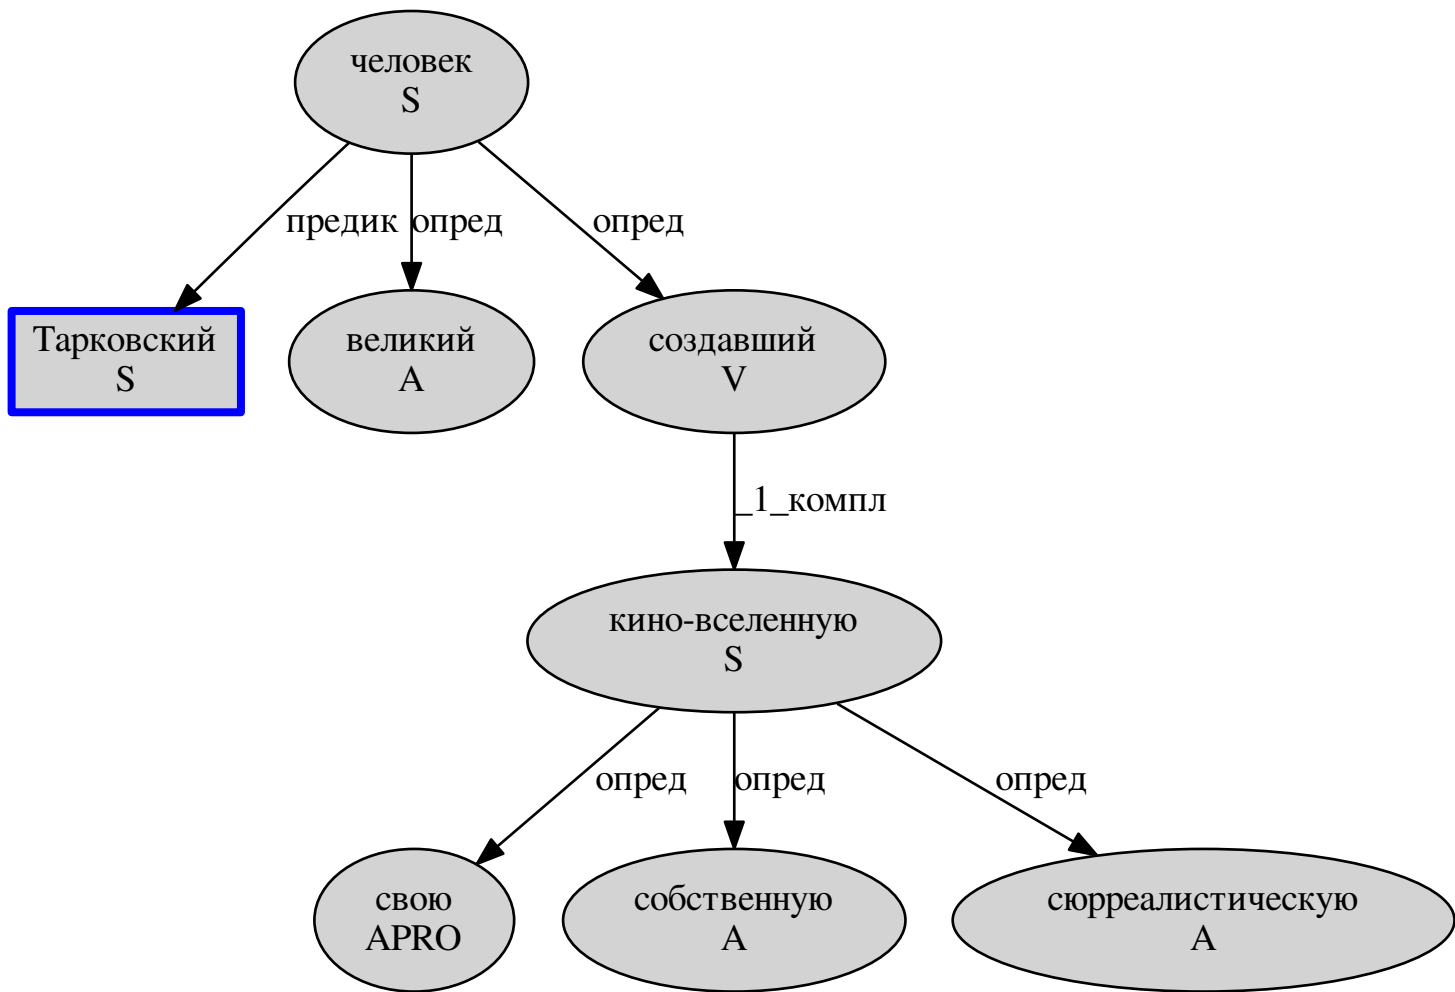 человек
S
предик
опред
опред
Тарковский
S
великий
A
создавший
V
_1_компл
кино-вселенную
S
опред
опред
опред
свою
APRO
собственную
A
сюрреалистическую
A